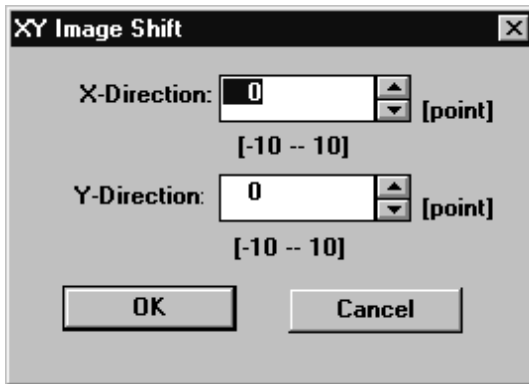 XY Image Shift
X-Direction: 0 [point]
[-10 -- 10]
Y-Direction: 0 [point]
[-10 -- 10]
OK Cancel